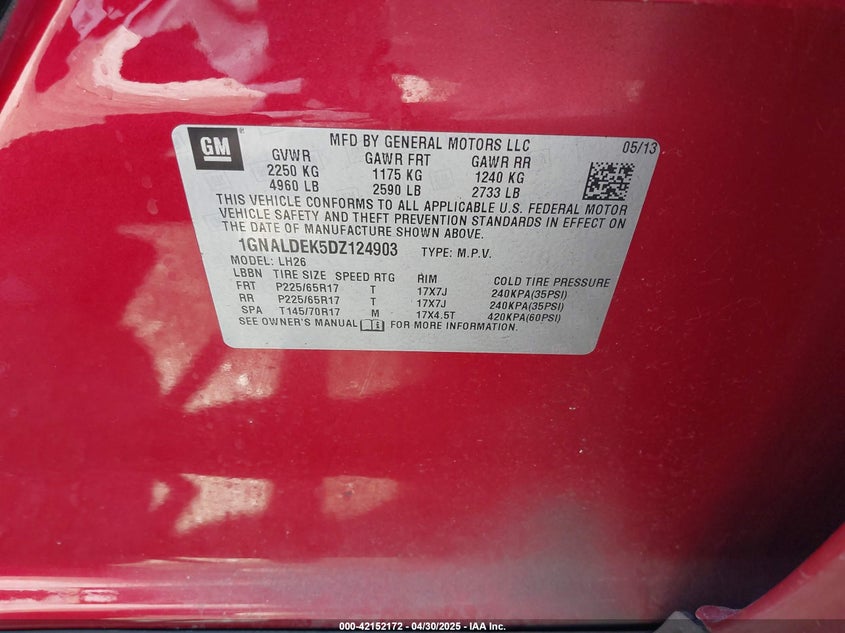 GM
MFD BY GENERAL MOTORS LLC 05/13
GVWR GAWR FRT GAWR RR
2250 KG 1175 KG 1240 KG
4960 LB 2590 LB 2733 LB
THIS VEHICLE CONFORMS TO ALL APPLICABLE U.S. FEDERAL MOTOR
VEHICLE SAFETY AND THEFT PREVENTION STANDARDS IN EFFECT ON
THE DATE OF MANUFACTURE SHOWN ABOVE.
1GNALDEK5DZ124903 TYPE: M.P.V.
MODEL: LH26
LBBN TIRE SIZE SPEED RTG RIM COLD TIRE PRESSURE
FRT P225/65R17 T 17X7J 240KPA(35PSI)
RR P225/65R17 T 17X7J 240KPA(35PSI)
SPA T145/70R17 M 17X4.5T 420KPA(60PSI)
SEE OWNER'S MANUAL FOR MORE INFORMATION.
000-42152172 - 04/30/2025 - IAA Inc.